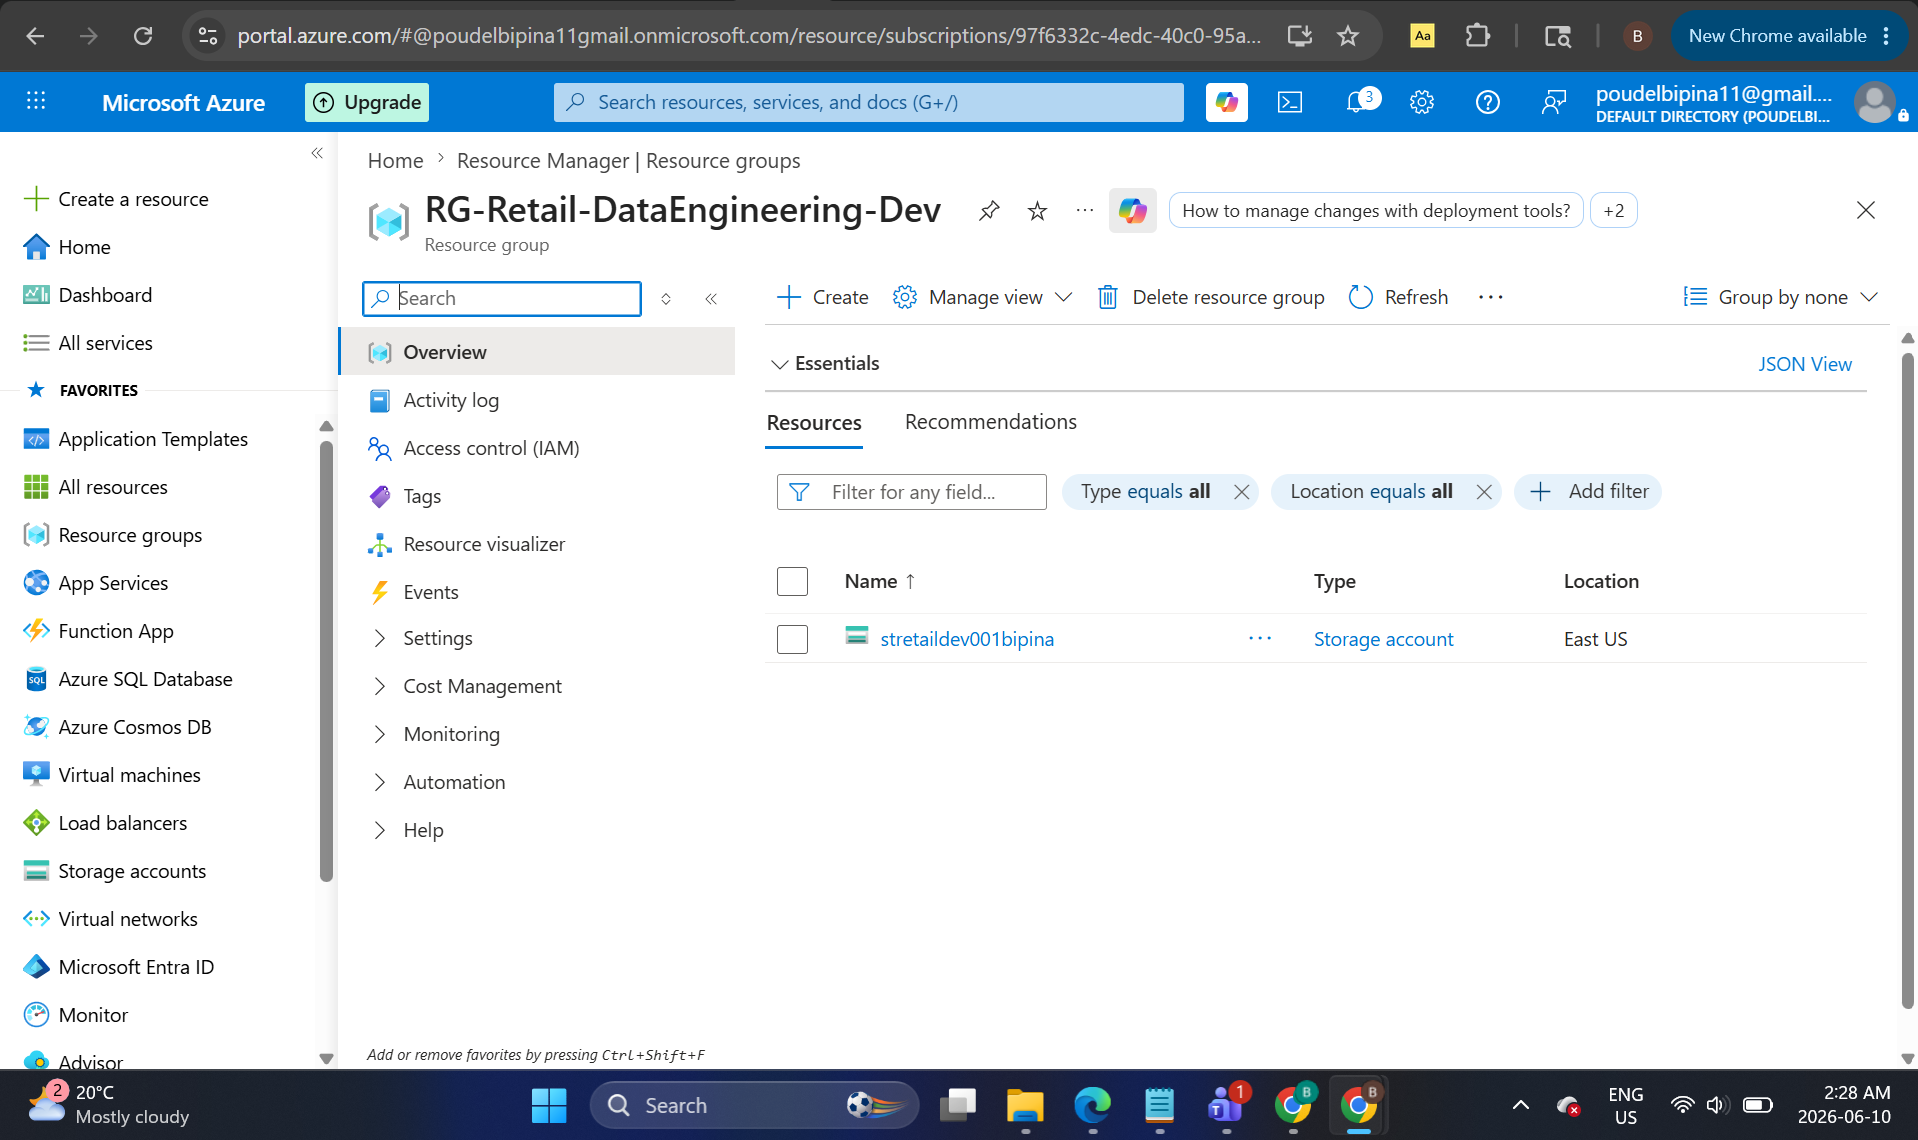 portal.azure.com/#@poudelbipina11gmail.onmicrosoft.com/resource/subscriptions/97f6332c-4edc-40c0-95a...
Aa
B
New Chrome available
Microsoft Azure
Upgrade
Search resources, services, and docs (G+/)
3
poudelbipina11@gmail....
DEFAULT DIRECTORY (POUDELBI...
Create a resource
Home
Dashboard
All services
FAVORITES
Application Templates
All resources
Resource groups
App Services
Function App
SQL
Azure SQL Database
Azure Cosmos DB
Virtual machines
Load balancers
Storage accounts
Virtual networks
Microsoft Entra ID
Monitor
Advisor
Home > Resource Manager | Resource groups
RG-Retail-DataEngineering-Dev
Resource group
How to manage changes with deployment tools?
+2
Search
Overview
Activity log
Access control (IAM)
Tags
Resource visualizer
Events
Settings
Cost Management
Monitoring
Automation
Help
Add or remove favorites by pressing Ctrl+Shift+F
Create
Manage view
Delete resource group
Refresh
...
Group by none
Essentials
JSON View
Resources
Recommendations
Filter for any field...
Type equals all
Location equals all
Add filter
Name ↑
Type
Location
stretaildev001bipina
...
Storage account
East US
2
20°C
Mostly cloudy
Search
T
1
B
B
ENG
US
2:28 AM
2026-06-10